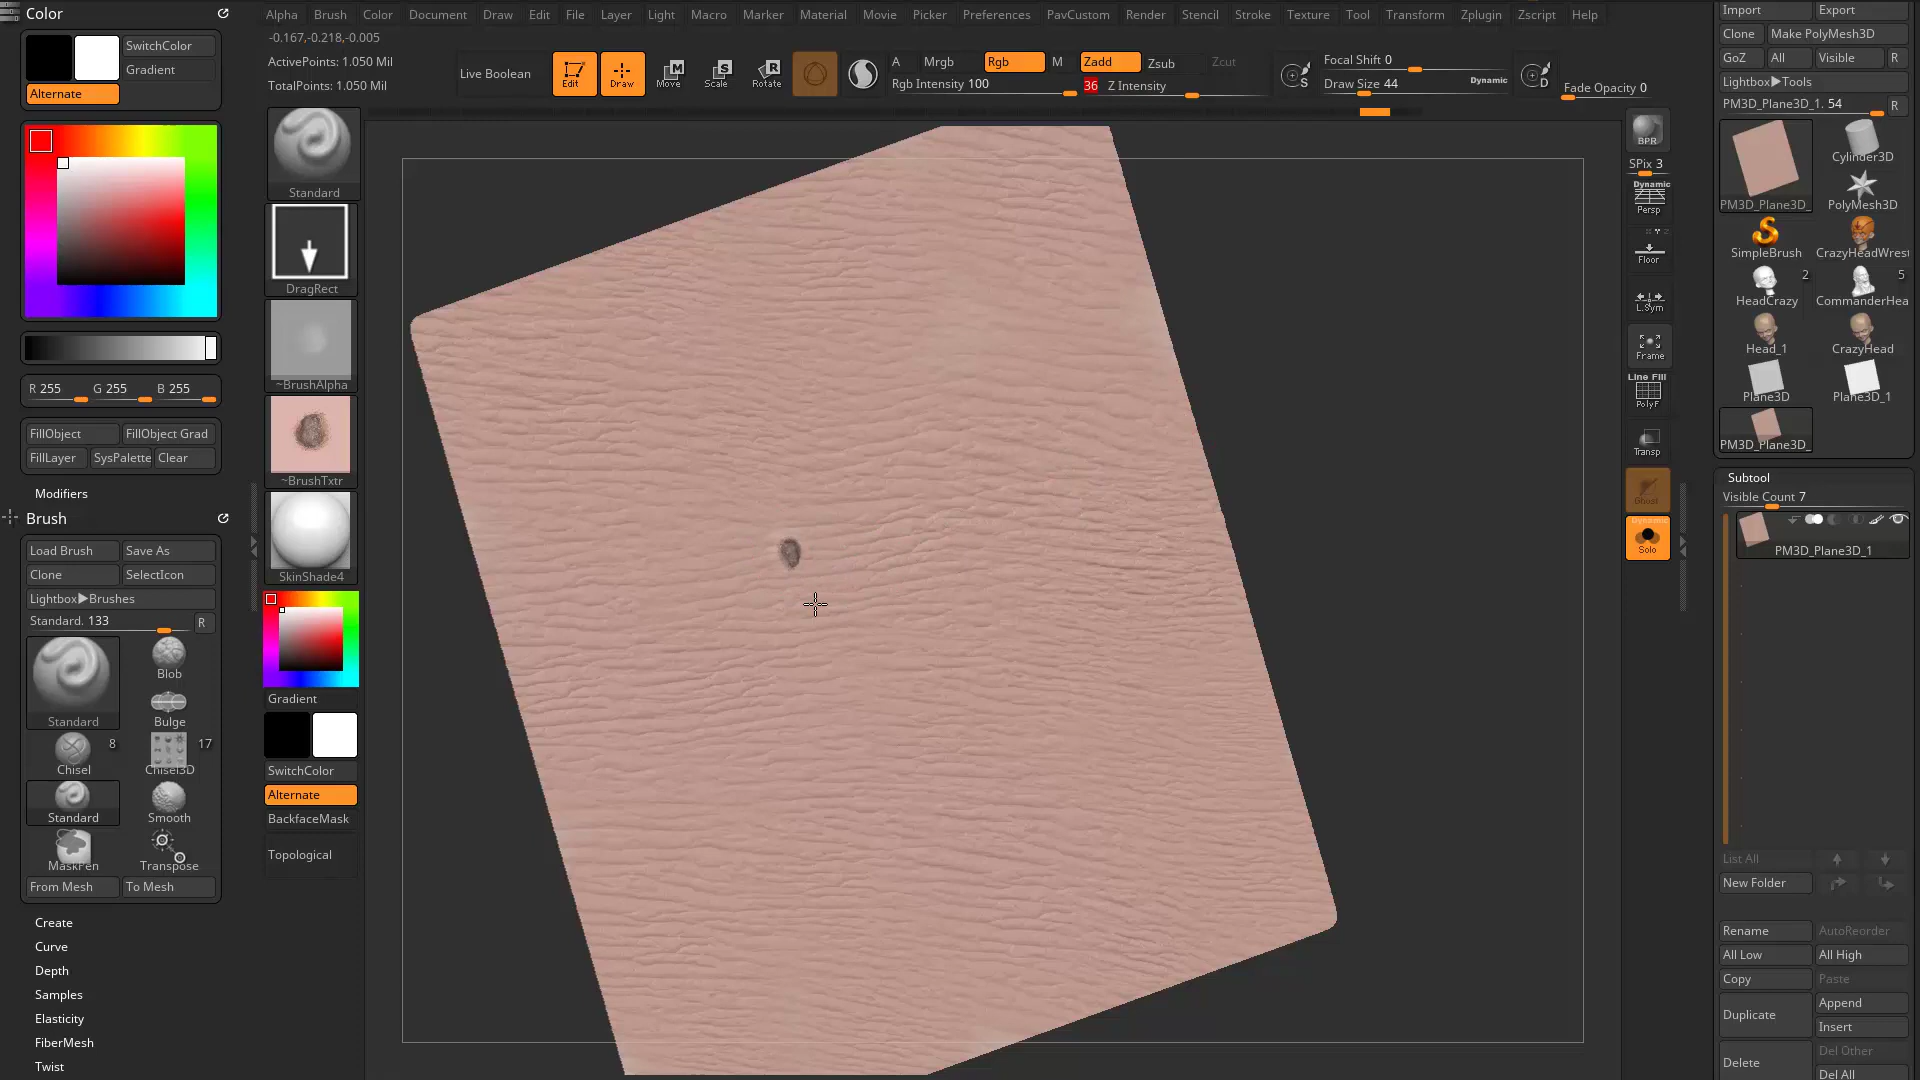 Color
Alpha Brush Color Document Draw Edit File Layer Light Macro Marker Material Movie Picker Preferences PavCustom Render Stencil Stroke Texture Tool Transform Zplugin Zscript Help
SwitchColor
Gradient
Alternate
R 255 G 255 B 255
FillObject FillObject Grad
FillLayer SysPalette Clear
Modifiers
Brush
Load Brush Save As
Clone SelectIcon
Lightbox▶Brushes
Standard. 133 R
Standard
Blob
Bulge
Chisel 8
Chisel3D 17
Standard
Smooth
MaskPen
Transpose
From Mesh To Mesh
Create
Curve
Depth
Samples
Elasticity
FiberMesh
Twist
-0.167,-0.218,-0.005
ActivePoints: 1.050 Mil
TotalPoints: 1.050 Mil
Live Boolean
Edit
Draw
Move
M
Scale
S
Rotate
R
A Mrgb Rgb M Zadd Zsub Zcut
Rgb Intensity 100
36 Z Intensity
S
Focal Shift 0
Draw Size 44
Dynamic
D
Fade Opacity 0
Standard
DragRect
~BrushAlpha
~BrushTxtr
SkinShade4
Gradient
SwitchColor
Alternate
BackfaceMask
Topological
BPR
SPix 3
Dynamic
Persp
Floor
L.Sym
Frame
Line Fill
PolyF
Transp
Ghost
Dynamic
Solo
Import Export
Clone Make PolyMesh3D
GoZ All Visible R
Lightbox▶Tools
PM3D_Plane3D_1. 54 R
PM3D_Plane3D_
Cylinder3D
PolyMesh3D
SimpleBrush
CrazyHeadWrest
HeadCrazy 2
CommanderHea 5
Head_1
CrazyHead
Plane3D
Plane3D_1
PM3D_Plane3D_
Subtool
Visible Count 7
PM3D_Plane3D_1
List All
New Folder
Rename AutoReorder
All Low All High
Copy Paste
Duplicate
Append
Insert
Delete
Del Other
Del All